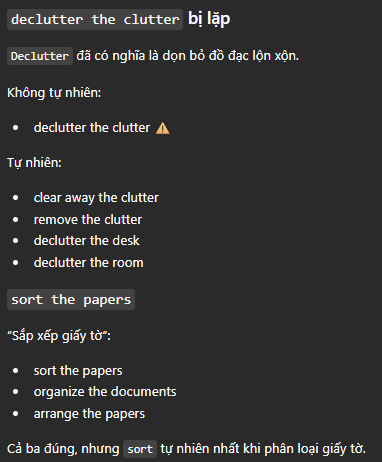 declutter the clutter bị lặp
Declutter đã có nghĩa là dọn bỏ đồ đạc lộn xộn.
Không tự nhiên:
• declutter the clutter ⚠️
Tự nhiên:
• clear away the clutter
• remove the clutter
• declutter the desk
• declutter the room
sort the papers
“Sắp xếp giấy tờ”:
• sort the papers
• organize the documents
• arrange the papers
Cả ba đúng, nhưng sort tự nhiên nhất khi phân loại giấy tờ.